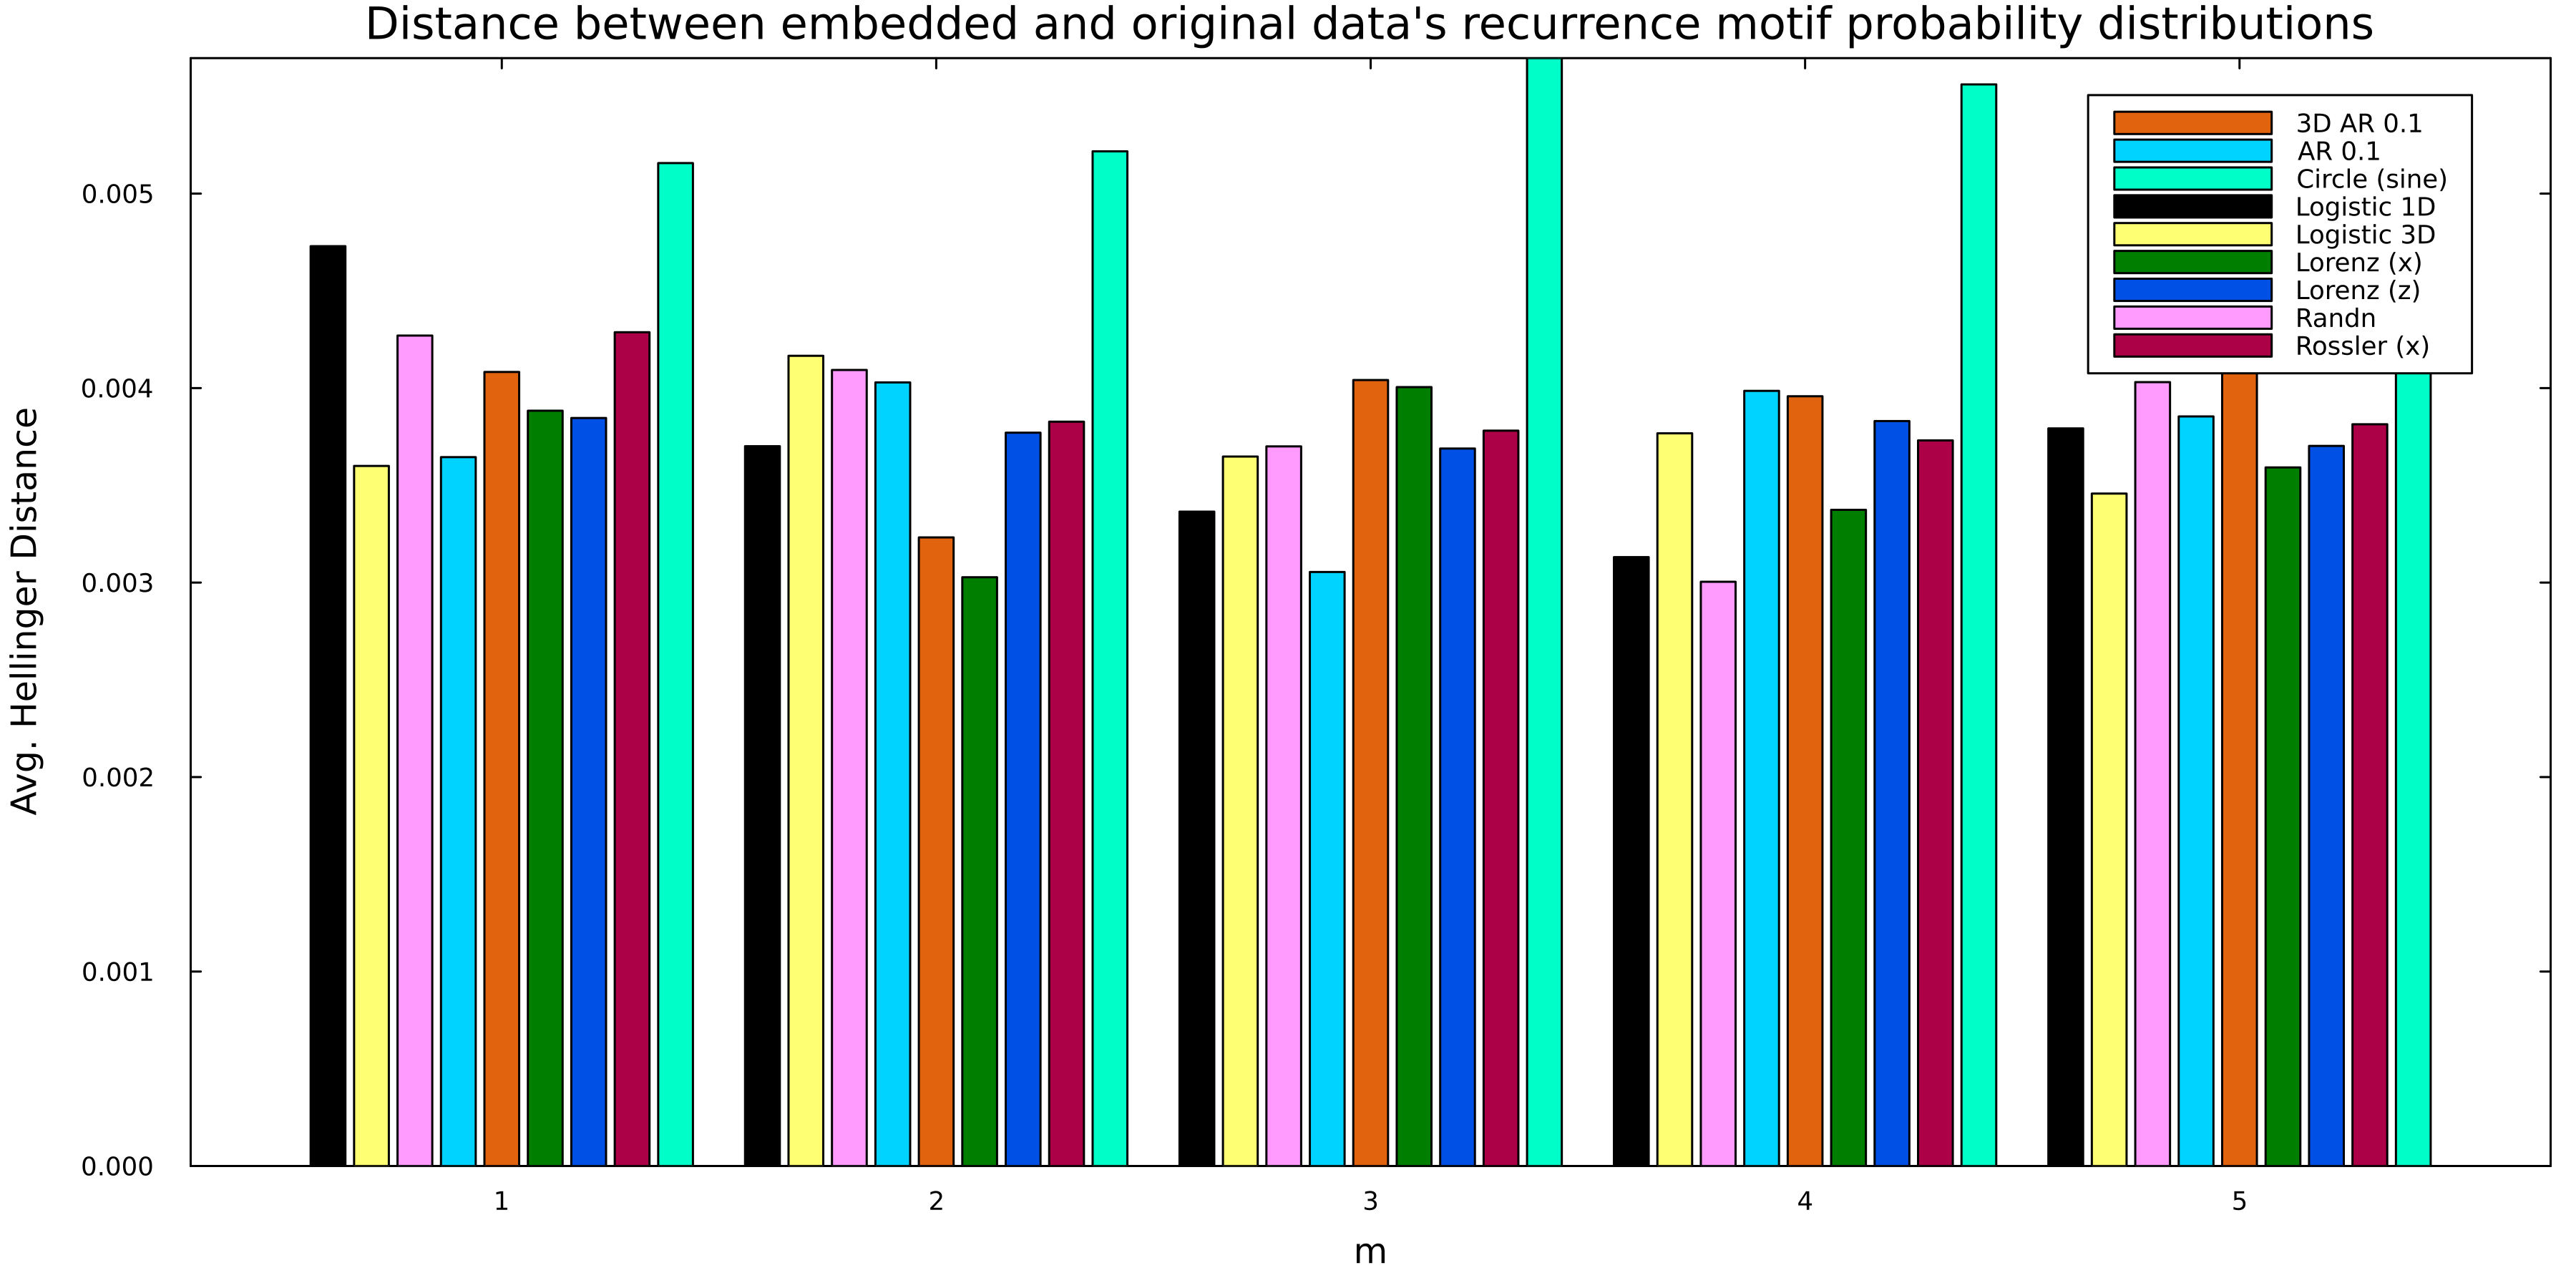 Distance between embedded and original data's recurrence motif probability distributions
Avg. Hellinger Distance
0.005
0.004
0.003
0.002
0.001
0.000
3D AR 0.1
AR 0.1
Circle (sine)
Logistic 1D
Logistic 3D
Lorenz (x)
Lorenz (z)
Randn
Rossler (x)
1 2 3 4 5
m